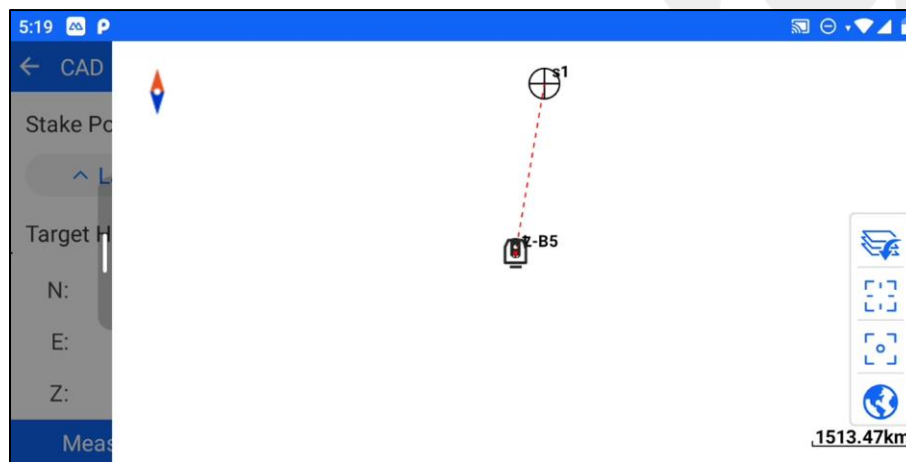 5:19
CAD
s1
Stake Po
L
Target H
z-B5
N:
E:
Z:
Meas
1513.47km